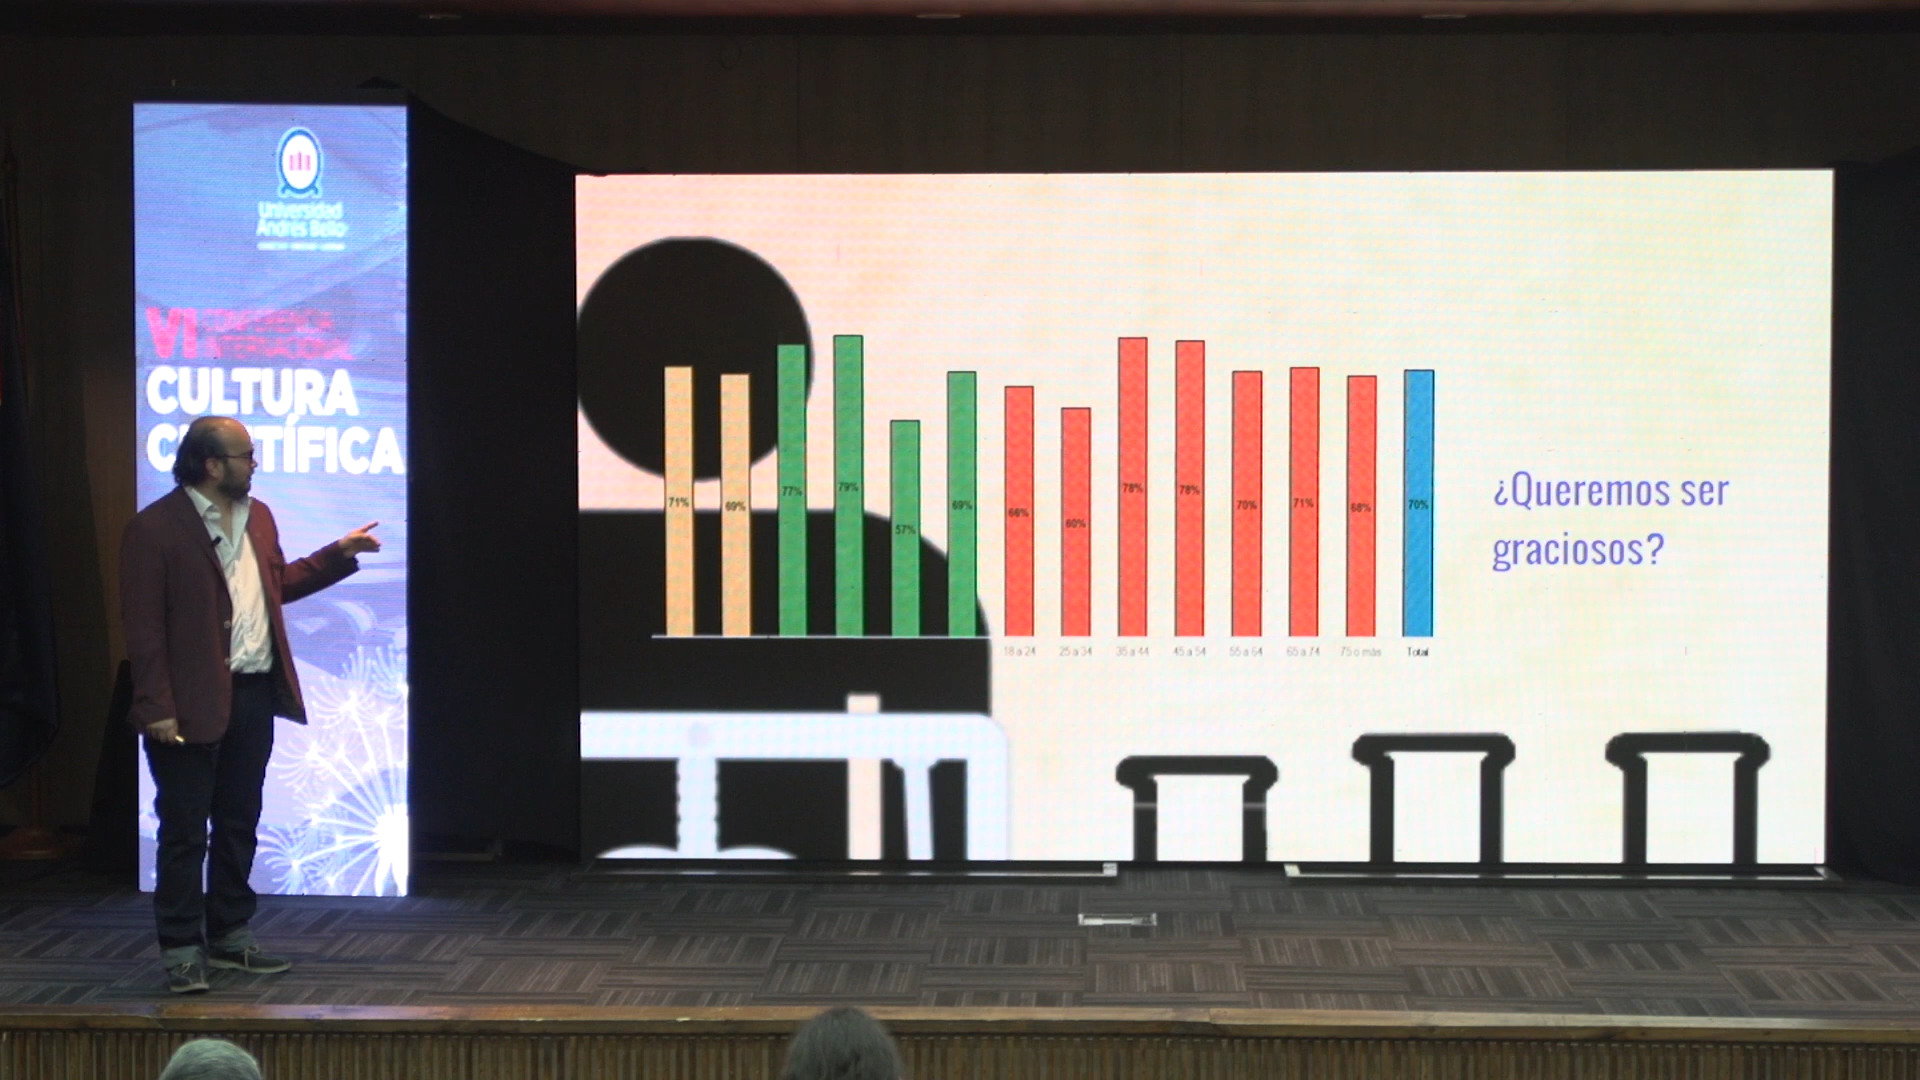 Universidad
Andrés Bello
VI CONFERENCIA
INTERNACIONAL
CULTURA
CIENTÍFICA
71%
69%
77%
79%
57%
69%
66%
60%
78%
78%
70%
71%
68%
70%
18 a 24
25 a 34
35 a 44
45 a 54
55 a 64
65 a 74
75 o más
Total
¿Queremos ser
graciosos?